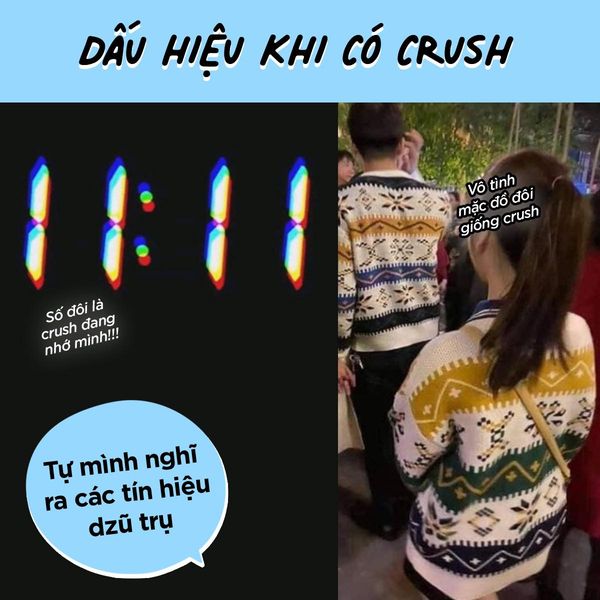 DẤU HIỆU KHI CÓ CRUSH
11:11
Số đôi là
crush đang
nhớ mình!!!
Vô tình
mặc đồ đôi
giống crush
Tự mình nghĩ
ra các tín hiệu
dzũ trụ